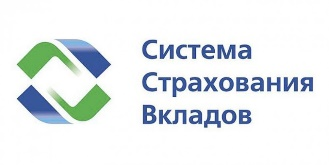 Система
Страхования
Вкладов